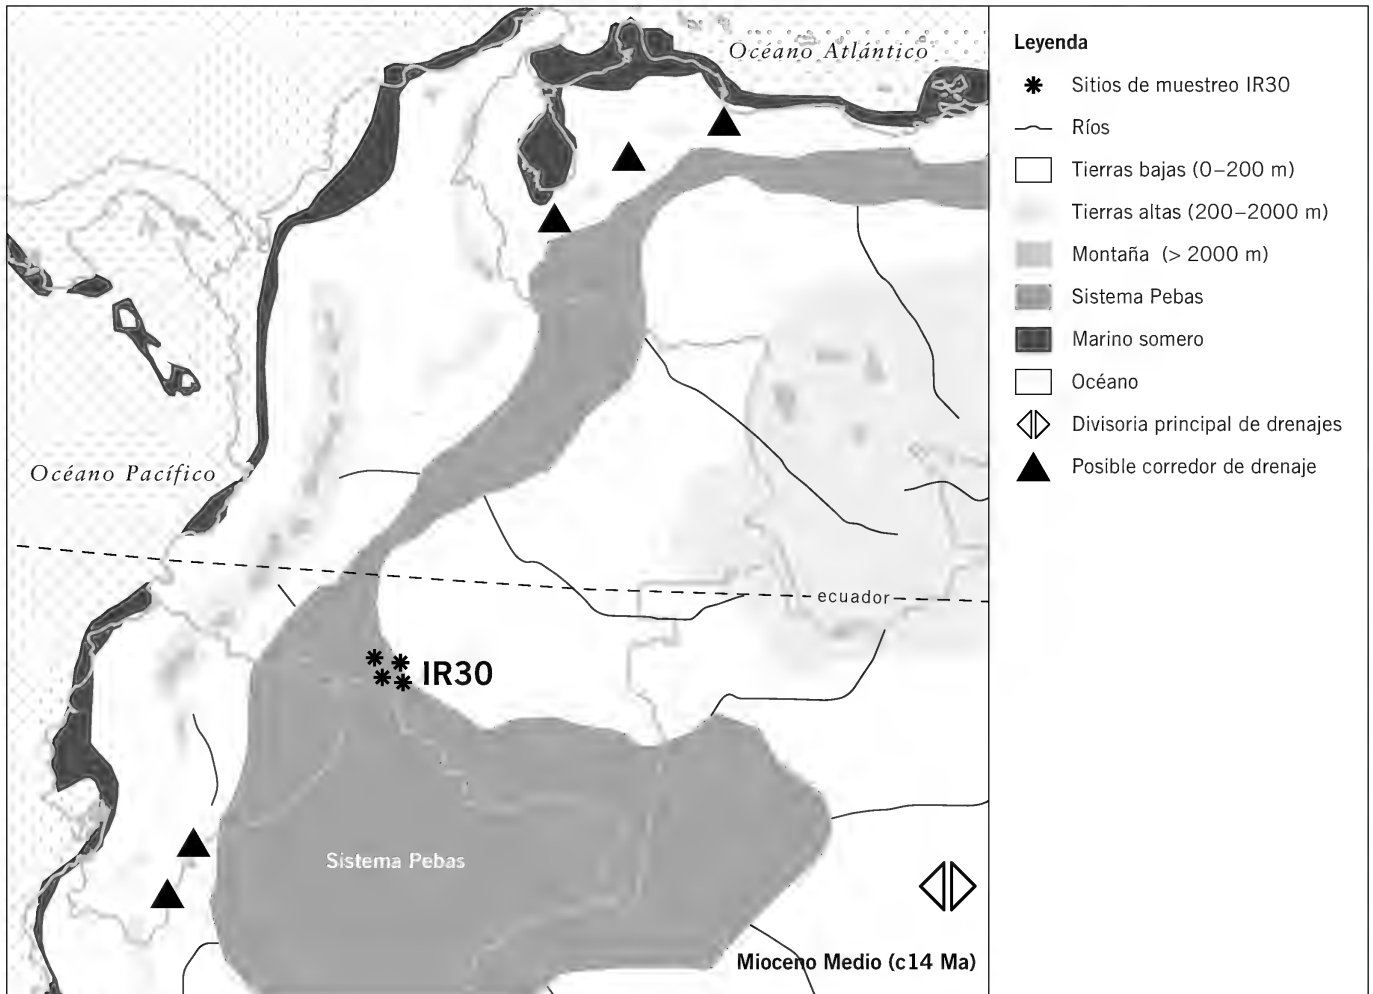 Océano Atlántico
Océano Pacífico
ecuador
IR30
Sistema Pebas
Mioceno Medio (c14 Ma)
Leyenda
Sitios de muestreo IR30
Ríos
Tierras bajas (0–200 m)
Tierras altas (200–2000 m)
Montaña (> 2000 m)
Sistema Pebas
Marino somero
Océano
Divisoria principal de drenajes
Posible corredor de drenaje